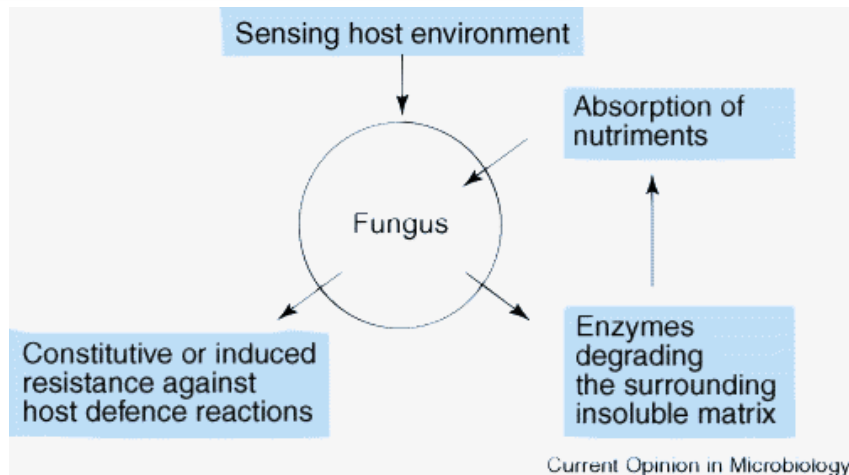 Sensing host environment
Absorption of
nutriments
Fungus
Constitutive or induced
resistance against
host defence reactions
Enzymes
degrading
the surrounding
insoluble matrix
Current Opinion in Microbiology